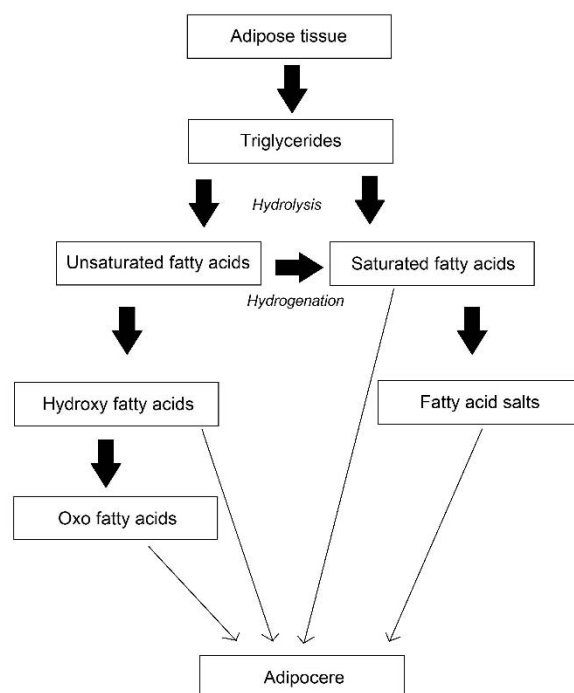 Adipose tissue
Triglycerides
Hydrolysis
Unsaturated fatty acids
Saturated fatty acids
Hydrogenation
Hydroxy fatty acids
Fatty acid salts
Oxo fatty acids
Adipocere